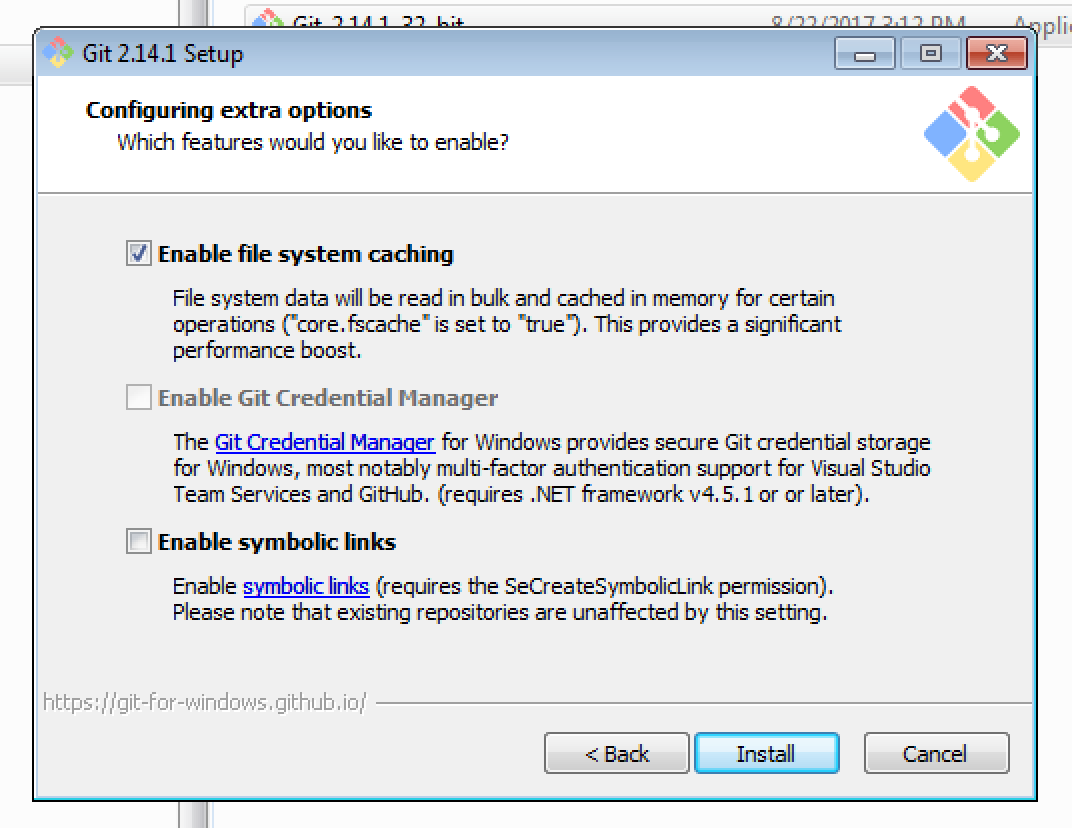 Git 2.14.1 32 bit 8/22/2017 3:12 PM
Git 2.14.1 Setup
Configuring extra options
Which features would you like to enable?
Enable file system caching
File system data will be read in bulk and cached in memory for certain
operations ("core.fscache" is set to "true"). This provides a significant
performance boost.
Enable Git Credential Manager
The Git Credential Manager for Windows provides secure Git credential storage
for Windows, most notably multi-factor authentication support for Visual Studio
Team Services and GitHub. (requires .NET framework v4.5.1 or or later).
Enable symbolic links
Enable symbolic links (requires the SeCreateSymbolicLink permission).
Please note that existing repositories are unaffected by this setting.
https://git-for-windows.github.io/
< Back Install Cancel